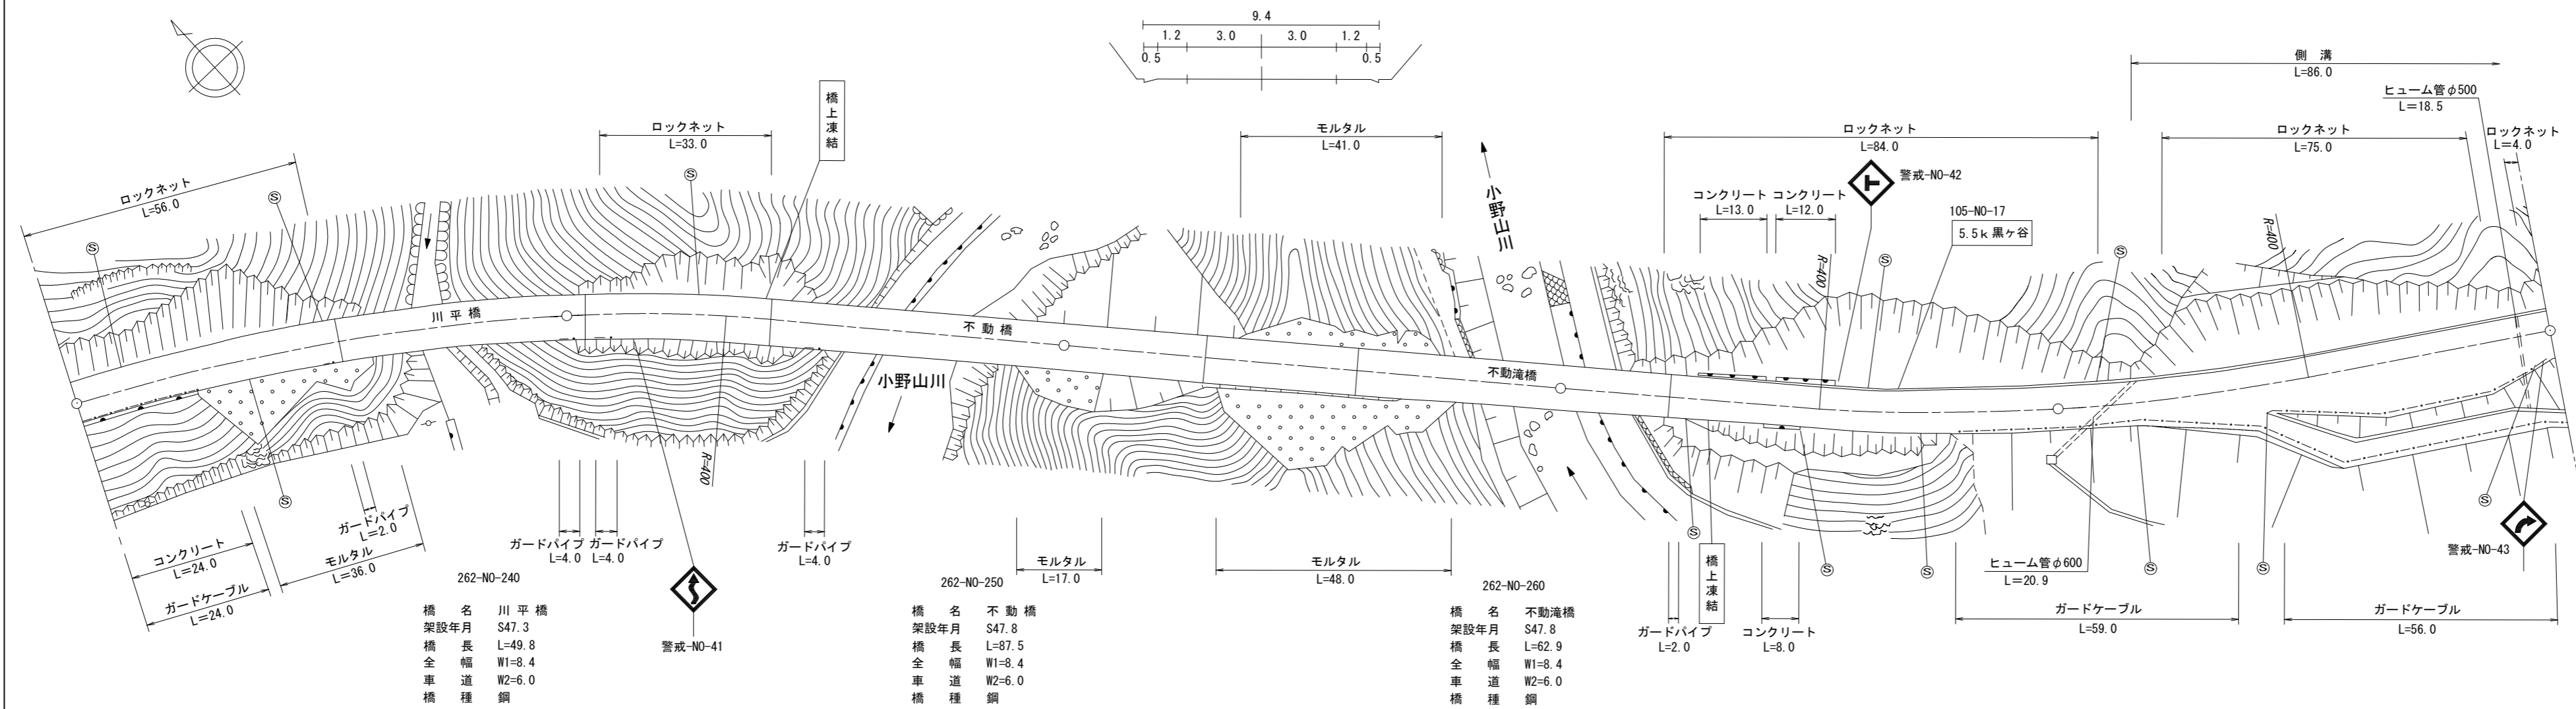 9.4
1.2 3.0 3.0 1.2
0.5 0.5
側溝
L=86.0
ヒューム管φ500
L=18.5
橋上凍結
ロックネット
L=33.0
モルタル
L=41.0
ロックネット
L=84.0
ロックネット
L=75.0
ロックネット
L=4.0
ロックネット
L=56.0
警戒-NO-42
コンクリート
L=13.0
コンクリート
L=12.0
105-NO-17
5.5k 黒ヶ谷
小野山川
R=400
R=400
Ⓢ
Ⓢ
Ⓢ
Ⓢ
Ⓢ
川平橋
不動橋
不動滝橋
小野山川
R=400
Ⓢ
Ⓢ
Ⓢ
Ⓢ
Ⓢ
Ⓢ
Ⓢ
ガードパイプ
L=2.0
コンクリート
L=24.0
モルタル
L=36.0
ガードケーブル
L=24.0
ガードパイプ
L=4.0
ガードパイプ
L=4.0
ガードパイプ
L=4.0
モルタル
L=17.0
モルタル
L=48.0
橋上凍結
ガードパイプ
L=2.0
コンクリート
L=8.0
ヒューム管φ600
L=20.9
警戒-NO-43
ガードケーブル
L=59.0
ガードケーブル
L=56.0
警戒-NO-41
262-NO-240
橋名 川平橋
架設年月 S47.3
橋長 L=49.8
全幅 W1=8.4
車道 W2=6.0
橋種 鋼
262-NO-250
橋名 不動橋
架設年月 S47.8
橋長 L=87.5
全幅 W1=8.4
車道 W2=6.0
橋種 鋼
262-NO-260
橋名 不動滝橋
架設年月 S47.8
橋長 L=62.9
全幅 W1=8.4
車道 W2=6.0
橋種 鋼